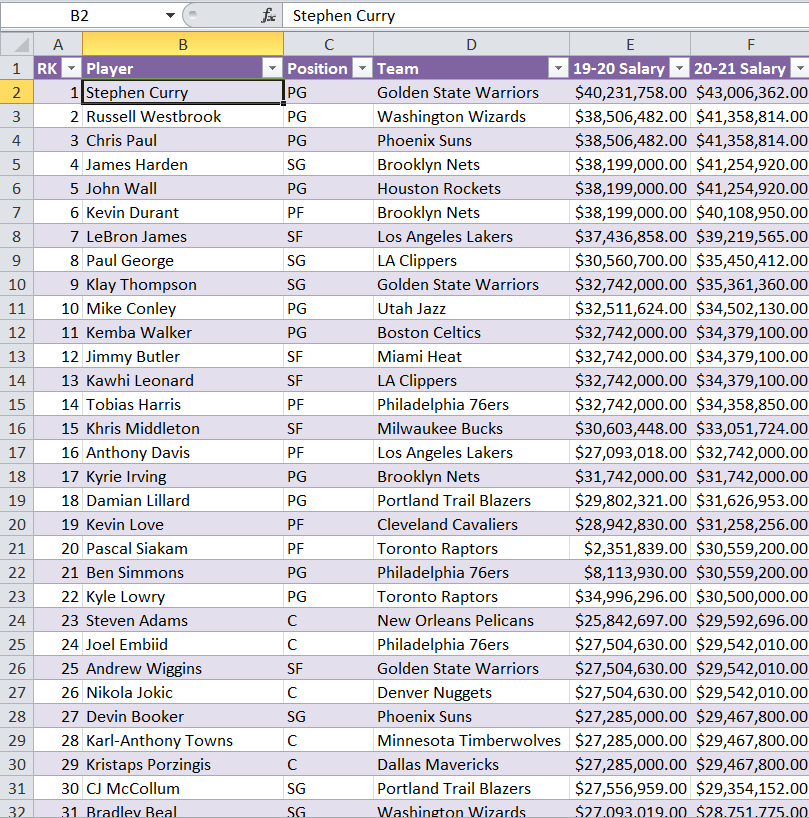 B2 fx Stephen Curry
A B C D E F
1 RK Player Position Team 19-20 Salary 20-21 Salary
2 1 Stephen Curry PG Golden State Warriors $40,231,758.00 $43,006,362.00
3 2 Russell Westbrook PG Washington Wizards $38,506,482.00 $41,358,814.00
4 3 Chris Paul PG Phoenix Suns $38,506,482.00 $41,358,814.00
5 4 James Harden SG Brooklyn Nets $38,199,000.00 $41,254,920.00
6 5 John Wall PG Houston Rockets $38,199,000.00 $41,254,920.00
7 6 Kevin Durant PF Brooklyn Nets $38,199,000.00 $40,108,950.00
8 7 LeBron James SF Los Angeles Lakers $37,436,858.00 $39,219,565.00
9 8 Paul George SG LA Clippers $30,560,700.00 $35,450,412.00
10 9 Klay Thompson SG Golden State Warriors $32,742,000.00 $35,361,360.00
11 10 Mike Conley PG Utah Jazz $32,511,624.00 $34,502,130.00
12 11 Kemba Walker PG Boston Celtics $32,742,000.00 $34,379,100.00
13 12 Jimmy Butler SF Miami Heat $32,742,000.00 $34,379,100.00
14 13 Kawhi Leonard SF LA Clippers $32,742,000.00 $34,379,100.00
15 14 Tobias Harris PF Philadelphia 76ers $32,742,000.00 $34,358,850.00
16 15 Khris Middleton SF Milwaukee Bucks $30,603,448.00 $33,051,724.00
17 16 Anthony Davis PF Los Angeles Lakers $27,093,018.00 $32,742,000.00
18 17 Kyrie Irving PG Brooklyn Nets $31,742,000.00 $31,742,000.00
19 18 Damian Lillard PG Portland Trail Blazers $29,802,321.00 $31,626,953.00
20 19 Kevin Love PF Cleveland Cavaliers $28,942,830.00 $31,258,256.00
21 20 Pascal Siakam PF Toronto Raptors $2,351,839.00 $30,559,200.00
22 21 Ben Simmons PG Philadelphia 76ers $8,113,930.00 $30,559,200.00
23 22 Kyle Lowry PG Toronto Raptors $34,996,296.00 $30,500,000.00
24 23 Steven Adams C New Orleans Pelicans $25,842,697.00 $29,592,696.00
25 24 Joel Embiid C Philadelphia 76ers $27,504,630.00 $29,542,010.00
26 25 Andrew Wiggins SF Golden State Warriors $27,504,630.00 $29,542,010.00
27 26 Nikola Jokic C Denver Nuggets $27,504,630.00 $29,542,010.00
28 27 Devin Booker SG Phoenix Suns $27,285,000.00 $29,467,800.00
29 28 Karl-Anthony Towns C Minnesota Timberwolves $27,285,000.00 $29,467,800.00
30 29 Kristaps Porzingis C Dallas Mavericks $27,285,000.00 $29,467,800.00
31 30 CJ McCollum SG Portland Trail Blazers $27,556,959.00 $29,354,152.00
32 31 Bradley Beal SG Washington Wizards $27,093,019.00 $28,751,775.00